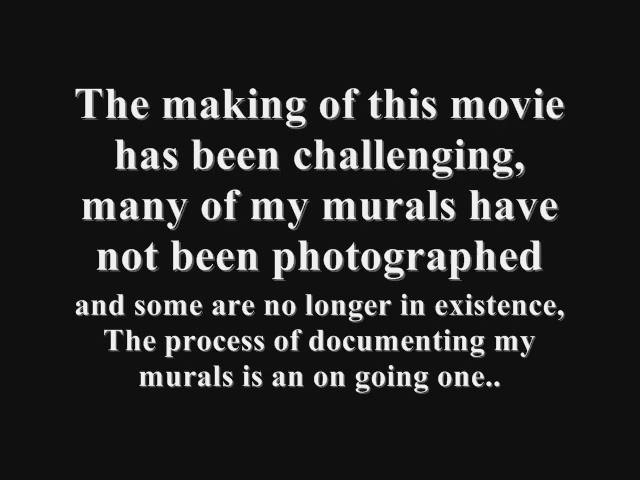 The making of this movie
has been challenging,
many of my murals have
not been photographed
and some are no longer in existence,
The process of documenting my
murals is an on going one..